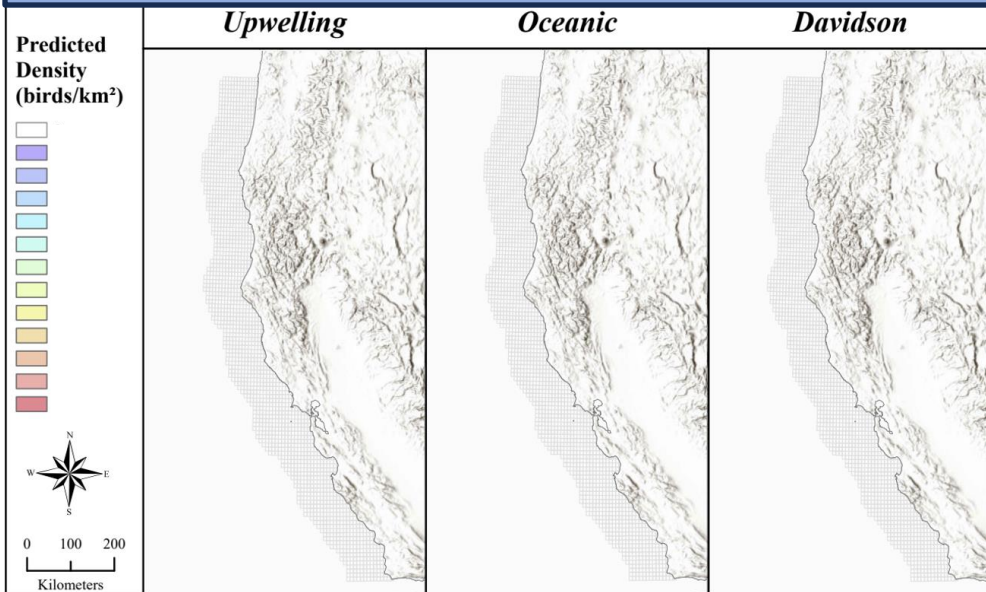 Upwelling
Oceanic
Davidson
Predicted
Density
(birds/km²)
N
W
E
S
0 100 200
Kilometers